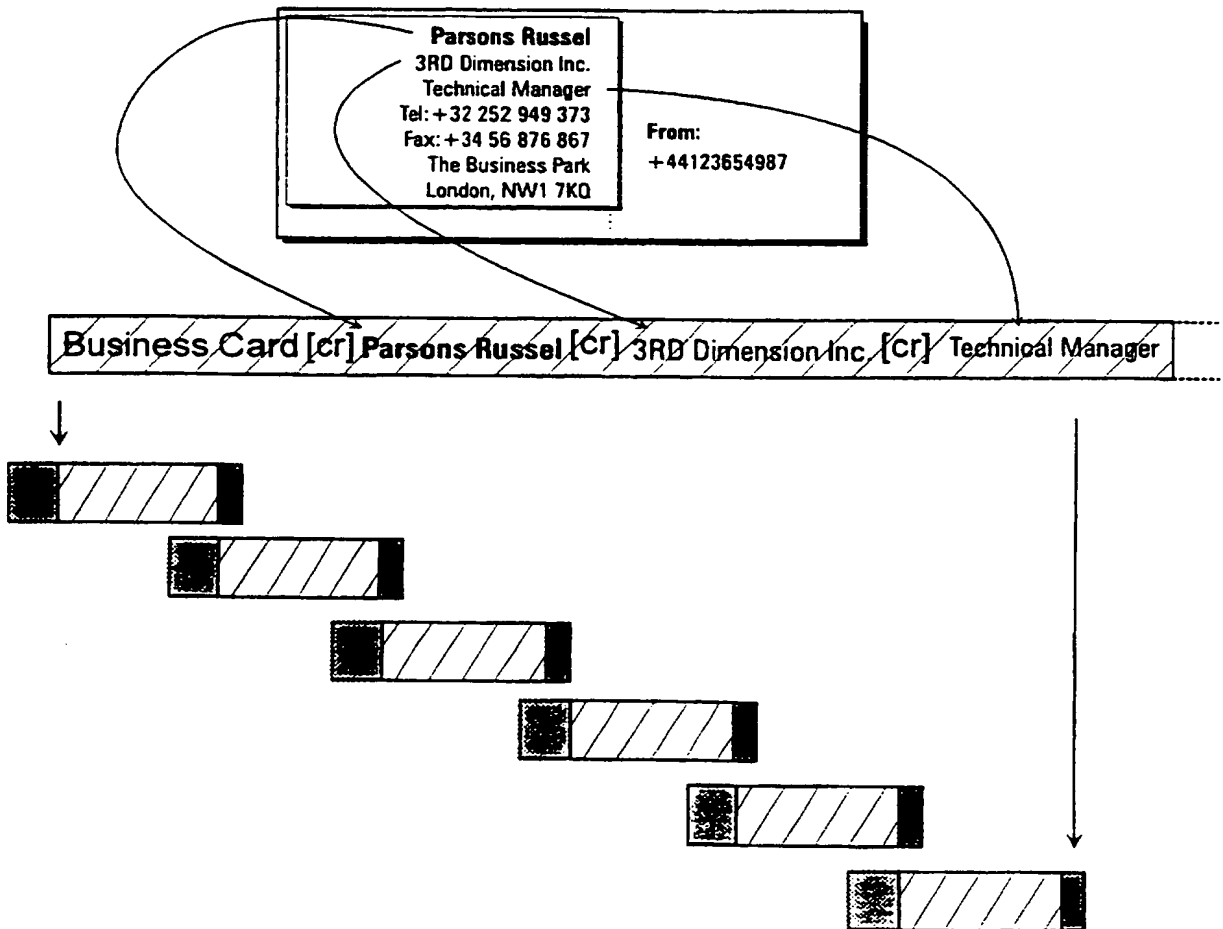 Parsons Russel
3RD Dimension Inc.
Technical Manager
Tel: +32 252 949 373
Fax: +34 56 876 867
The Business Park
London, NW1 7KQ
From:
+44123654987
Business Card [cr] Parsons Russel [cr] 3RD Dimension Inc. [cr] Technical Manager